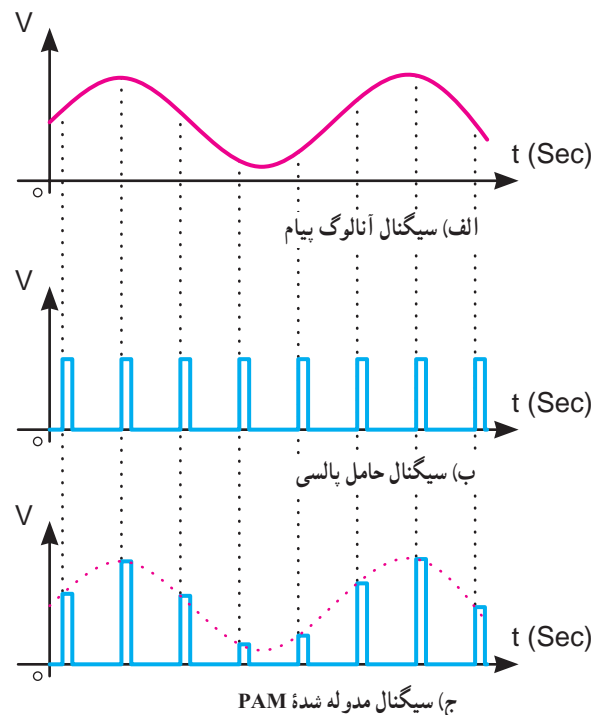 V
t (Sec)
o
الف) سیگنال آنالوگ پیام
V
t (Sec)
o
ب) سیگنال حامل پالسی
V
t (Sec)
o
ج) سیگنال مدوله شدهٔ PAM